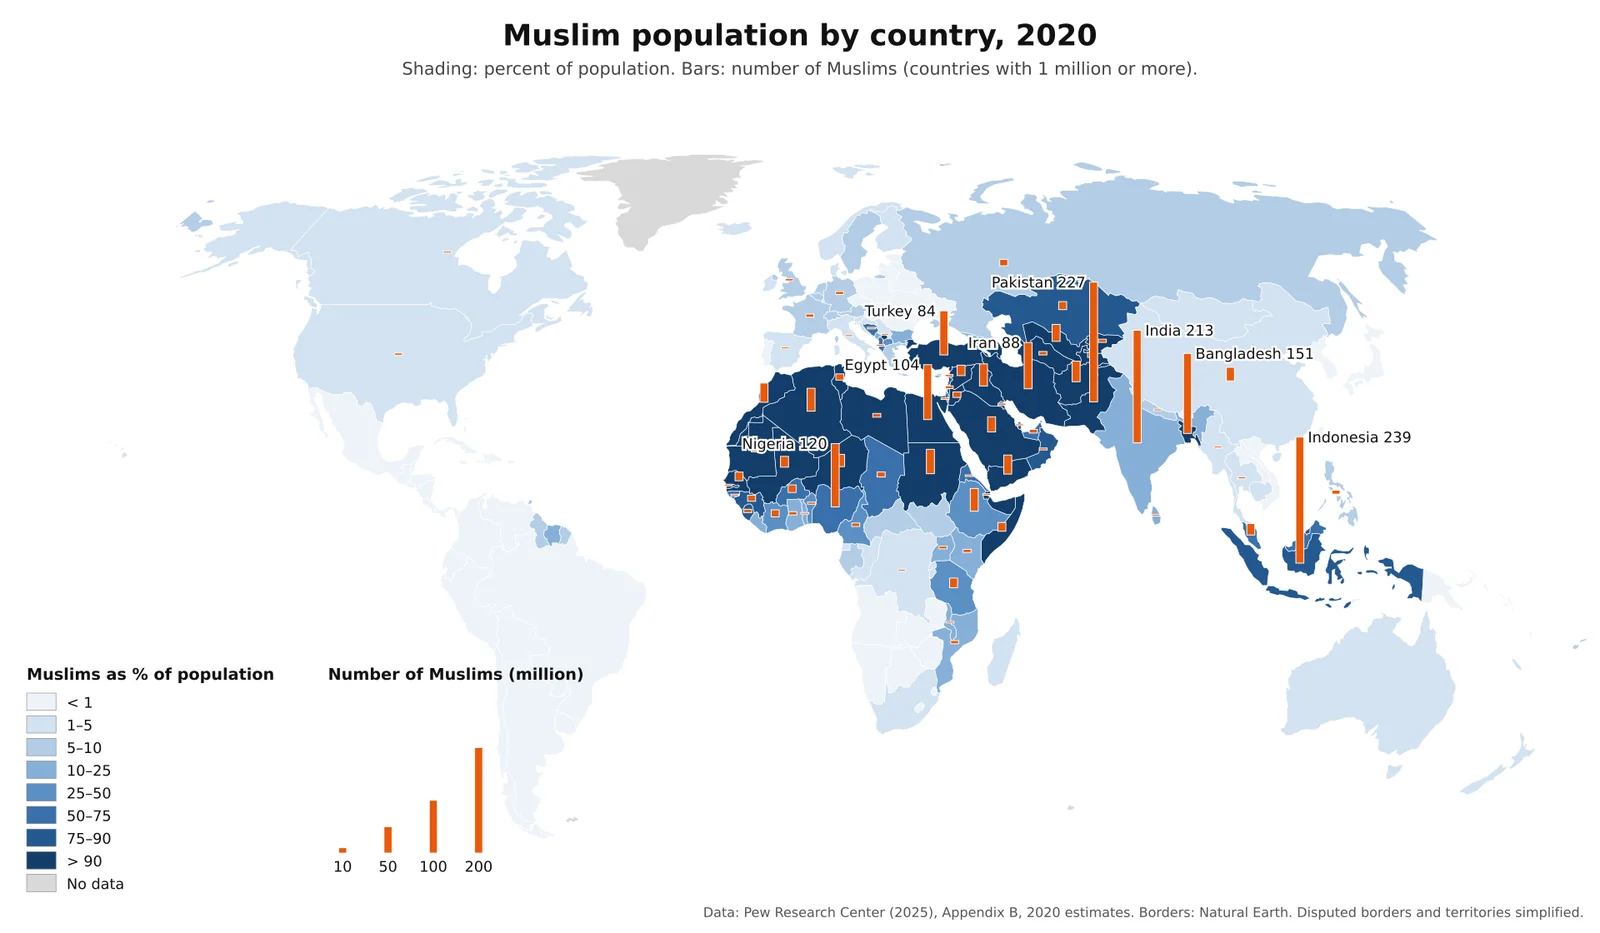 Muslim population by country, 2020
Shading: percent of population. Bars: number of Muslims (countries with 1 million or more).
Pakistan 227
Turkey 84
India 213
Iran 88
Bangladesh 151
Egypt 104
Indonesia 239
Nigeria 120
Muslims as % of population
< 1
1–5
5–10
10–25
25–50
50–75
75–90
> 90
No data
Number of Muslims (million)
10 50 100 200
Data: Pew Research Center (2025), Appendix B, 2020 estimates. Borders: Natural Earth. Disputed borders and territories simplified.